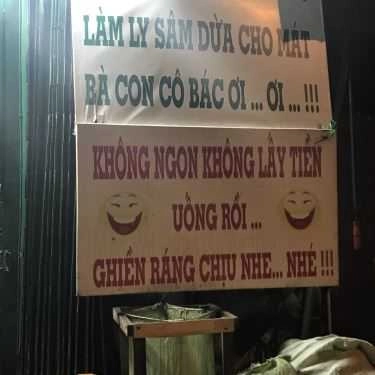 LÀM LY SÂM DỪA CHO MÁT
BÀ CON CÔ BÁC ƠI ... ƠI ... !!!
KHÔNG NGON KHÔNG LẤY TIỀN
UỐNG RỒI ...
GHIỀN RÁNG CHỊU NHE... NHÉ !!!